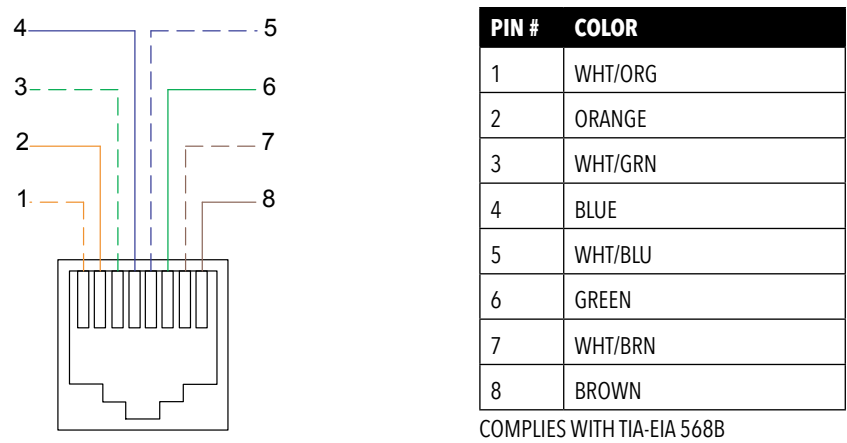 4 5
3 6
2 7
1 8
PIN # COLOR
1 WHT/ORG
2 ORANGE
3 WHT/GRN
4 BLUE
5 WHT/BLU
6 GREEN
7 WHT/BRN
8 BROWN
COMPLIES WITH TIA-EIA 568B